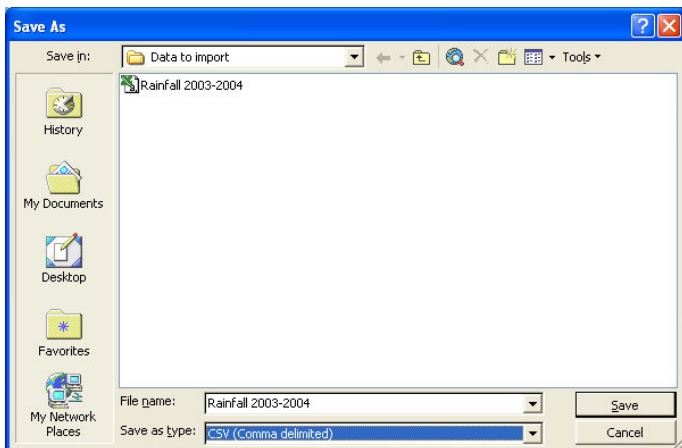 Save As
Save in: Data to import Tools
Rainfall 2003-2004
History
My Documents
Desktop
Favorites
My Network
Places
File name: Rainfall 2003-2004 Save
Save as type: CSV (Comma delimited) Cancel